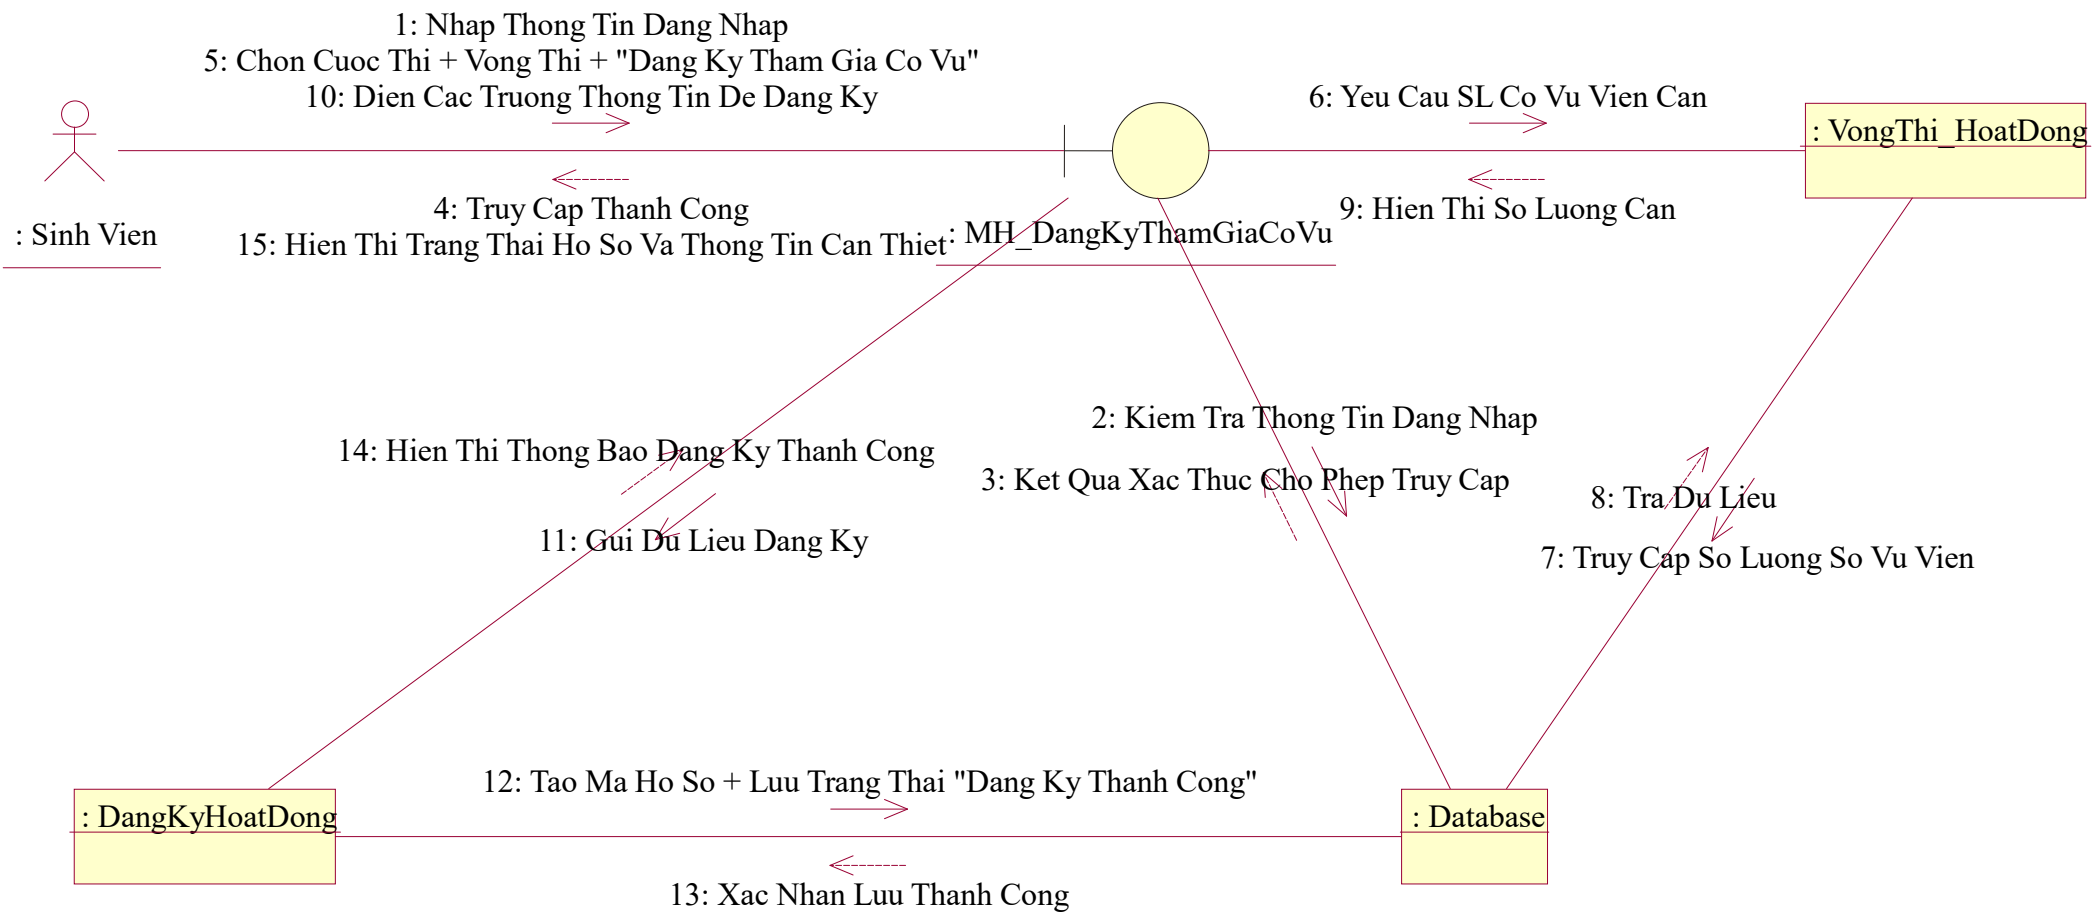 1: Nhap Thong Tin Dang Nhap
5: Chon Cuoc Thi + Vong Thi + "Dang Ky Tham Gia Co Vu"
10: Dien Cac Truong Thong Tin De Dang Ky
6: Yeu Cau SL Co Vu Vien Can
: VongThi_HoatDong
4: Truy Cap Thanh Cong
9: Hien Thi So Luong Can
: Sinh Vien
15: Hien Thi Trang Thai Ho So Va Thong Tin Can Thiet
: MH_DangKyThamGiaCoVu
2: Kiem Tra Thong Tin Dang Nhap
14: Hien Thi Thong Bao Dang Ky Thanh Cong
3: Ket Qua Xac Thuc Cho Phep Truy Cap
8: Tra Du Lieu
11: Gui Du Lieu Dang Ky
7: Truy Cap So Luong So Vu Vien
12: Tao Ma Ho So + Luu Trang Thai "Dang Ky Thanh Cong"
: DangKyHoatDong
: Database
13: Xac Nhan Luu Thanh Cong